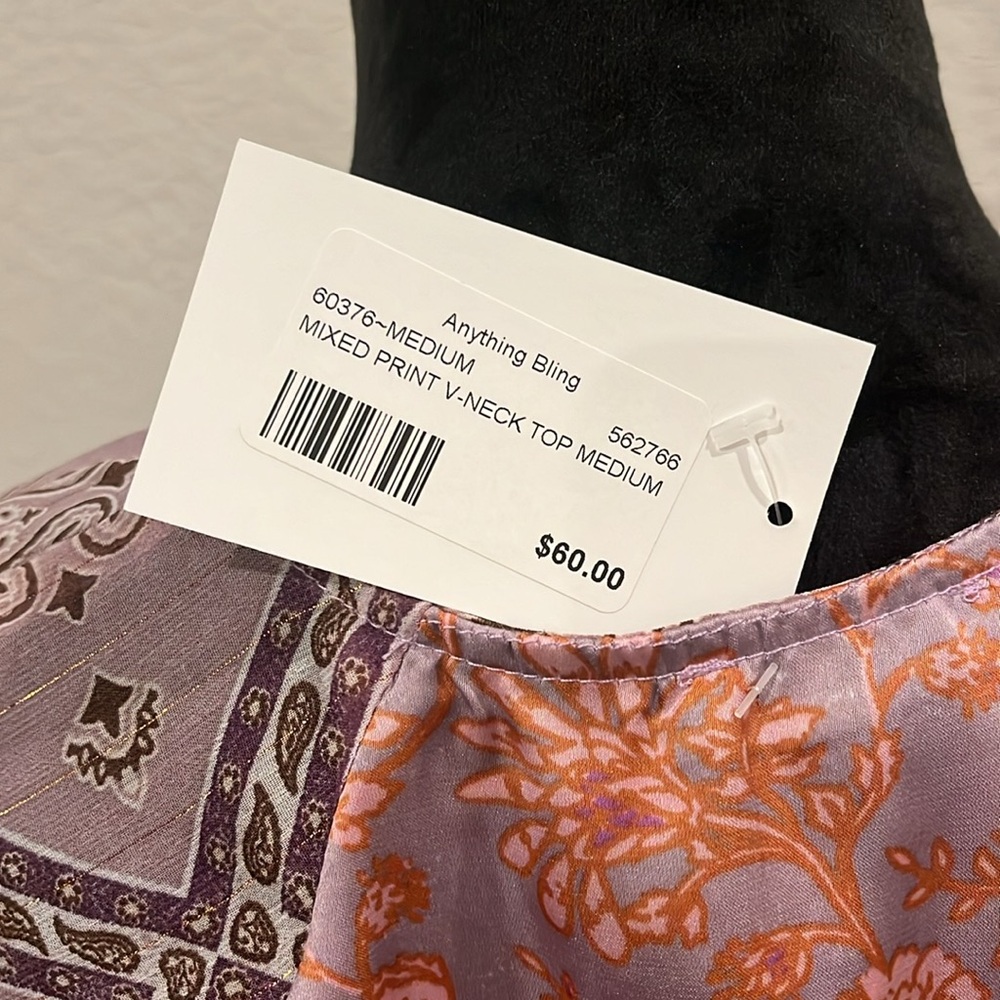 Anything Bling
60376~MEDIUM 562766
MIXED PRINT V-NECK TOP MEDIUM
$60.00